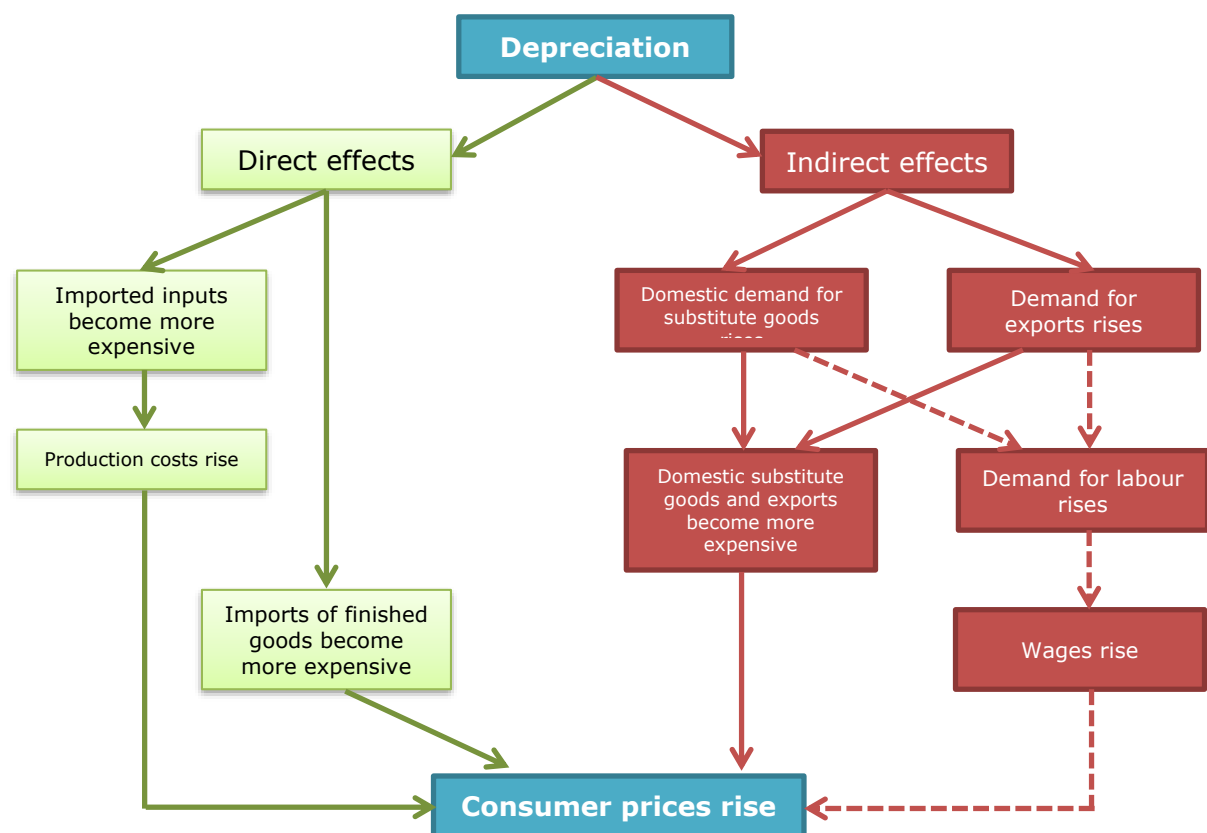 Depreciation
Direct effects
Indirect effects
Imported inputs
become more
expensive
Domestic demand for
substitute goods
rises
Demand for
exports rises
Production costs rise
Domestic substitute
goods and exports
become more
expensive
Demand for labour
rises
Imports of finished
goods become
more expensive
Wages rise
Consumer prices rise